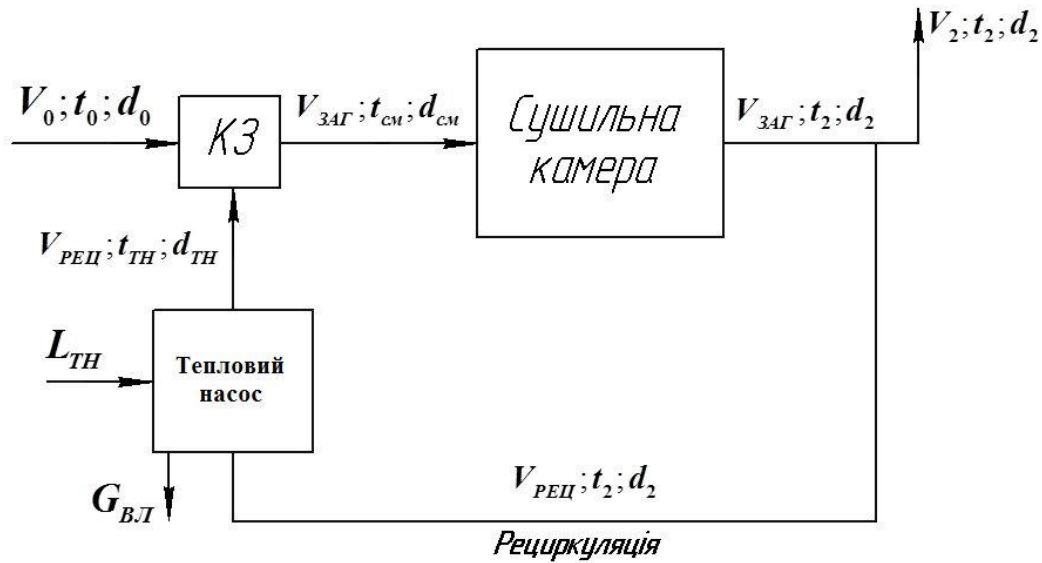 V₂; t₂; d₂
V₀; t₀; d₀
КЗ
V_ЗАГ; t_см; d_см
Сушильна
камера
V_ЗАГ; t₂; d₂
V_РЕЦ; t_ТН; d_ТН
L_ТН
Тепловий
насос
G_ВЛ
V_РЕЦ; t₂; d₂
Рециркуляція